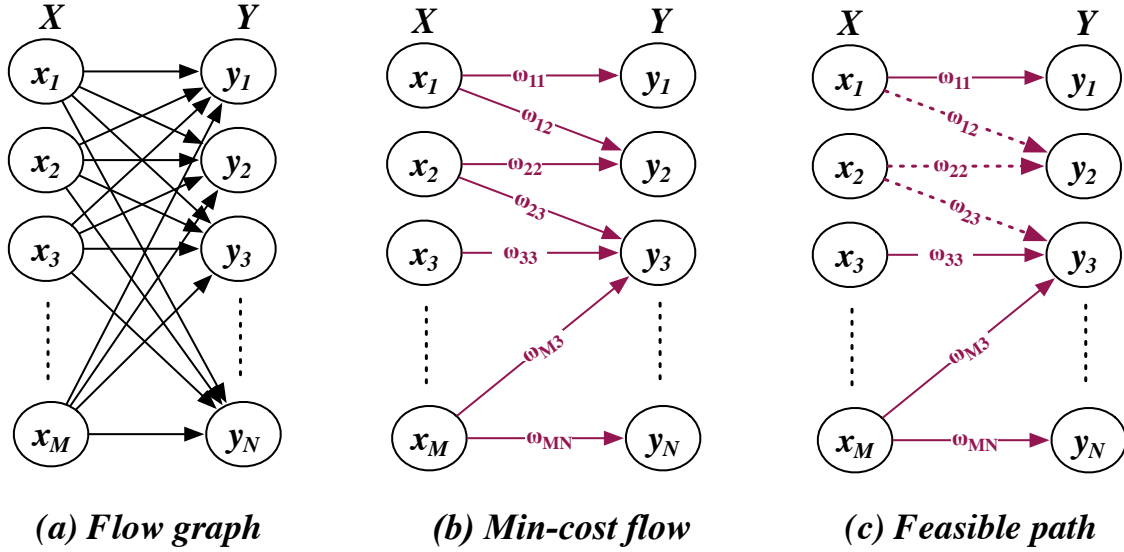 X Y
x1 y1
x2 y2
x3 y3
xM yN
(a) Flow graph
X Y
x1 ω11 y1
ω12
x2 ω22 y2
ω23
x3 ω33 y3
ωM3
xM ωMN yN
(b) Min-cost flow
X Y
x1 ω11 y1
ω12
x2 ω22 y2
ω23
x3 ω33 y3
ωM3
xM ωMN yN
(c) Feasible path